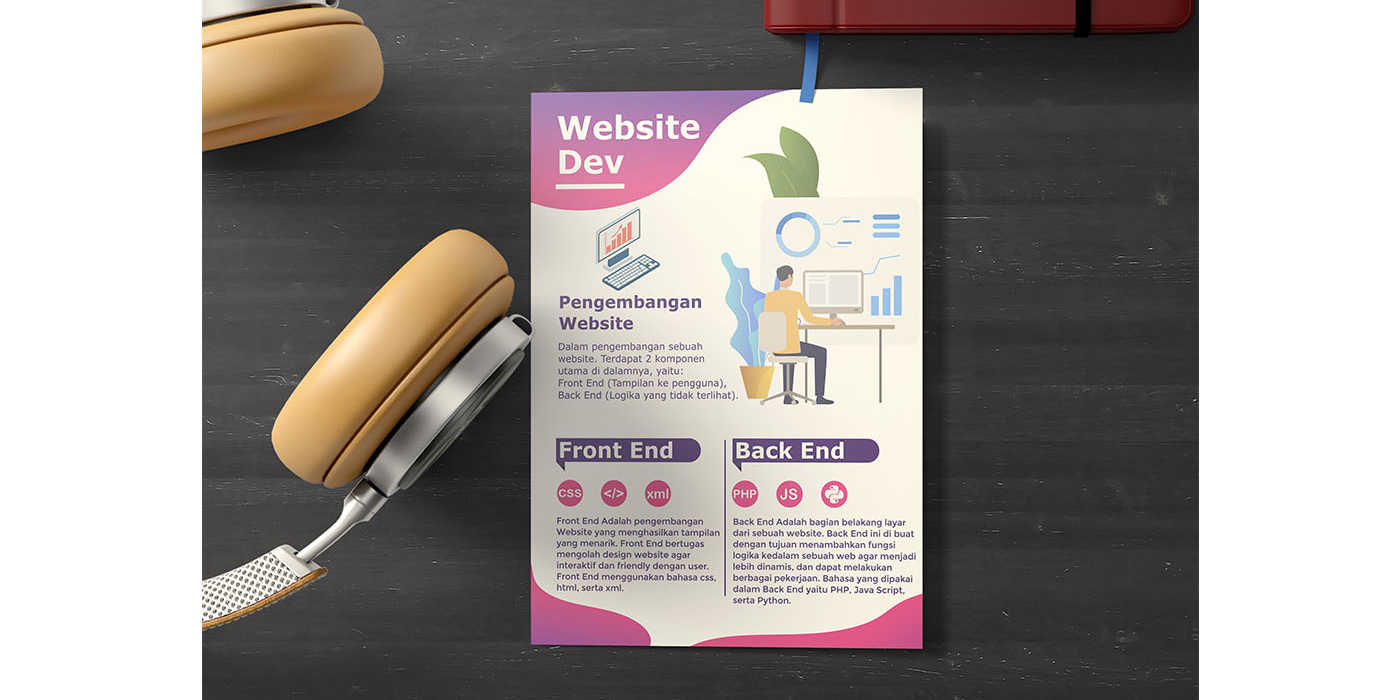 Website
Dev
Pengembangan
Website
Dalam pengembangan sebuah
website. Terdapat 2 komponen
utama di dalamnya, yaitu:
Front End (Tampilan ke pengguna),
Back End (Logika yang tidak terlihat).
Front End
CSS </> xml
Front End Adalah pengembangan
Website yang menghasilkan tampilan
yang menarik. Front End bertugas
mengolah design website agar
interaktif dan friendly dengan user.
Front End menggunakan bahasa css,
html, serta xml.
Back End
PHP JS
Back End Adalah bagian belakang layar
dari sebuah website. Back End ini di buat
dengan tujuan menambahkan fungsi
logika kedalam sebuah web agar menjadi
lebih dinamis, dan dapat melakukan
berbagai pekerjaan. Bahasa yang dipakai
dalam Back End yaitu PHP, Java Script,
serta Python.